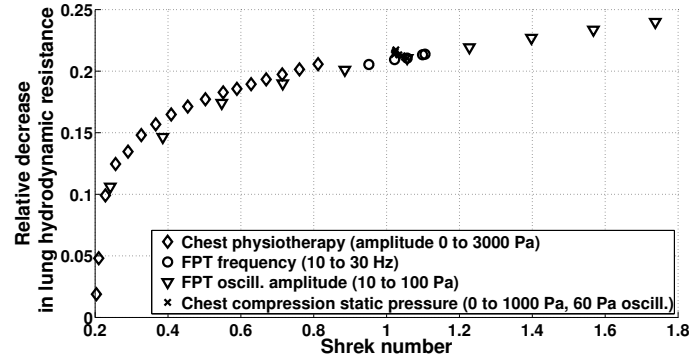 Relative decrease
in lung hydrodynamic resistance
0.25
0.2
0.15
0.1
0.05
0
Chest physiotherapy (amplitude 0 to 3000 Pa)
FPT frequency (10 to 30 Hz)
FPT oscill. amplitude (10 to 100 Pa)
Chest compression static pressure (0 to 1000 Pa, 60 Pa oscill.)
0.2 0.4 0.6 0.8 1 1.2 1.4 1.6 1.8
Shrek number